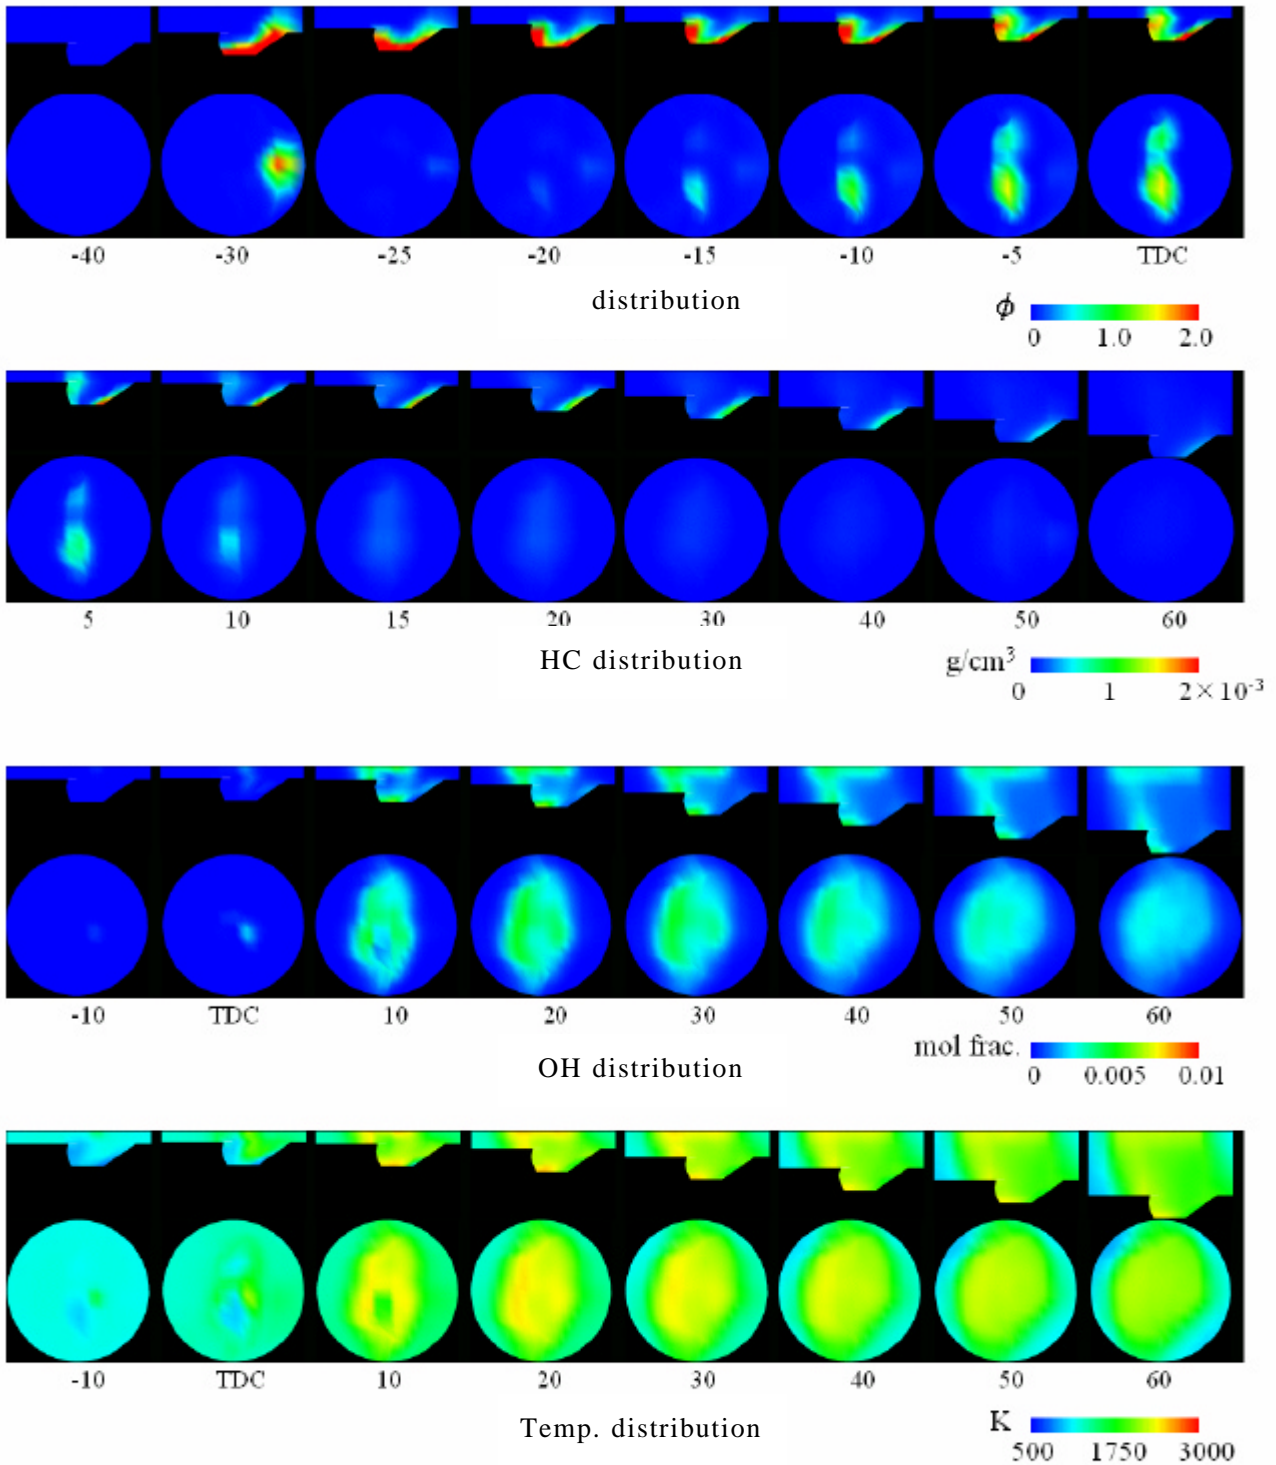 -40 -30 -25 -20 -15 -10 -5 TDC
distribution
ϕ
0 1.0 2.0
5 10 15 20 30 40 50 60
HC distribution
g/cm³
0 1 2×10⁻³
-10 TDC 10 20 30 40 50 60
OH distribution
mol frac.
0 0.005 0.01
-10 TDC 10 20 30 40 50 60
Temp. distribution
K
500 1750 3000